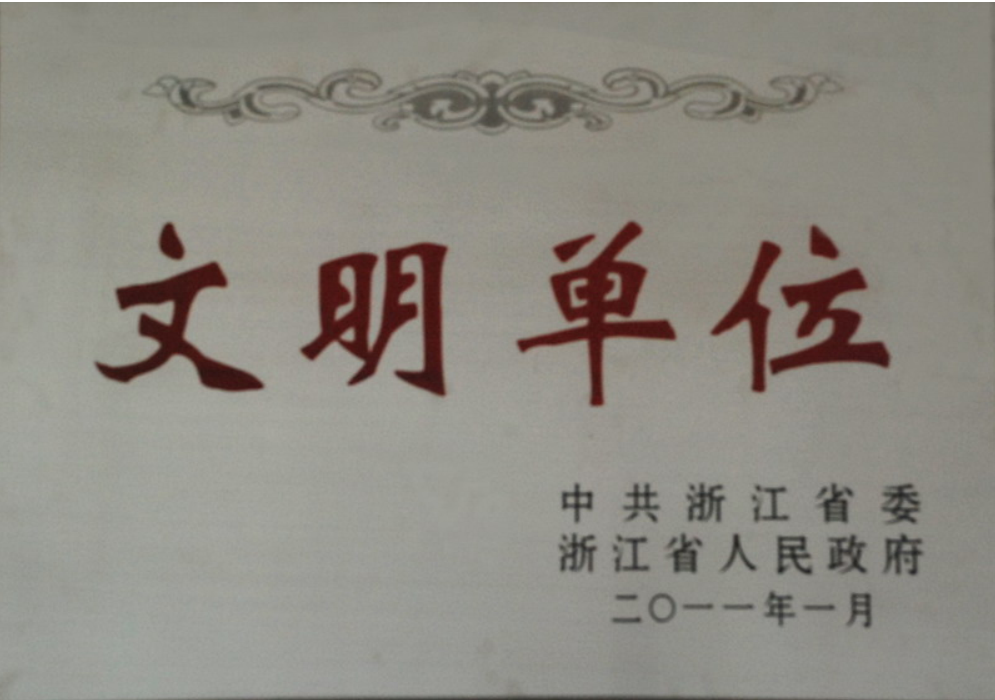 文明单位
中共浙江省委
浙江省人民政府
二〇一一年一月